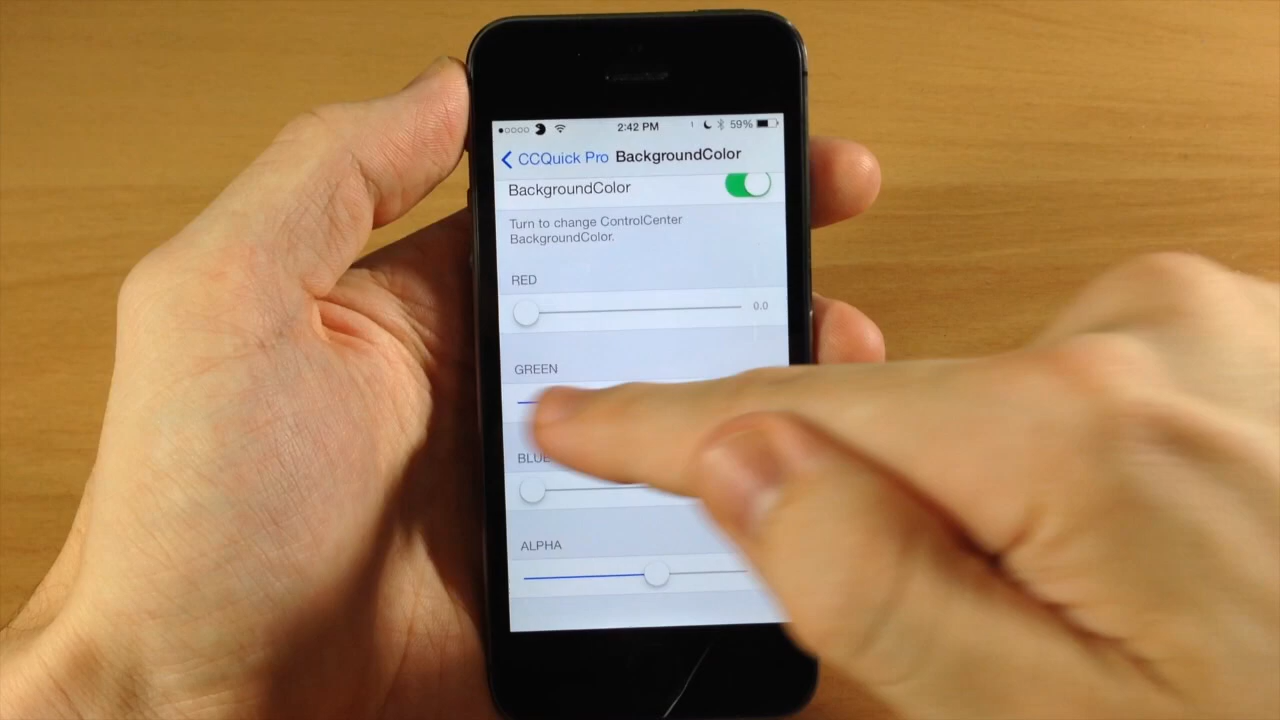 2:42 PM 59%
CCQuick Pro BackgroundColor
BackgroundColor
Turn to change ControlCenter
BackgroundColor.
RED
0.0
GREEN
BLUE
ALPHA